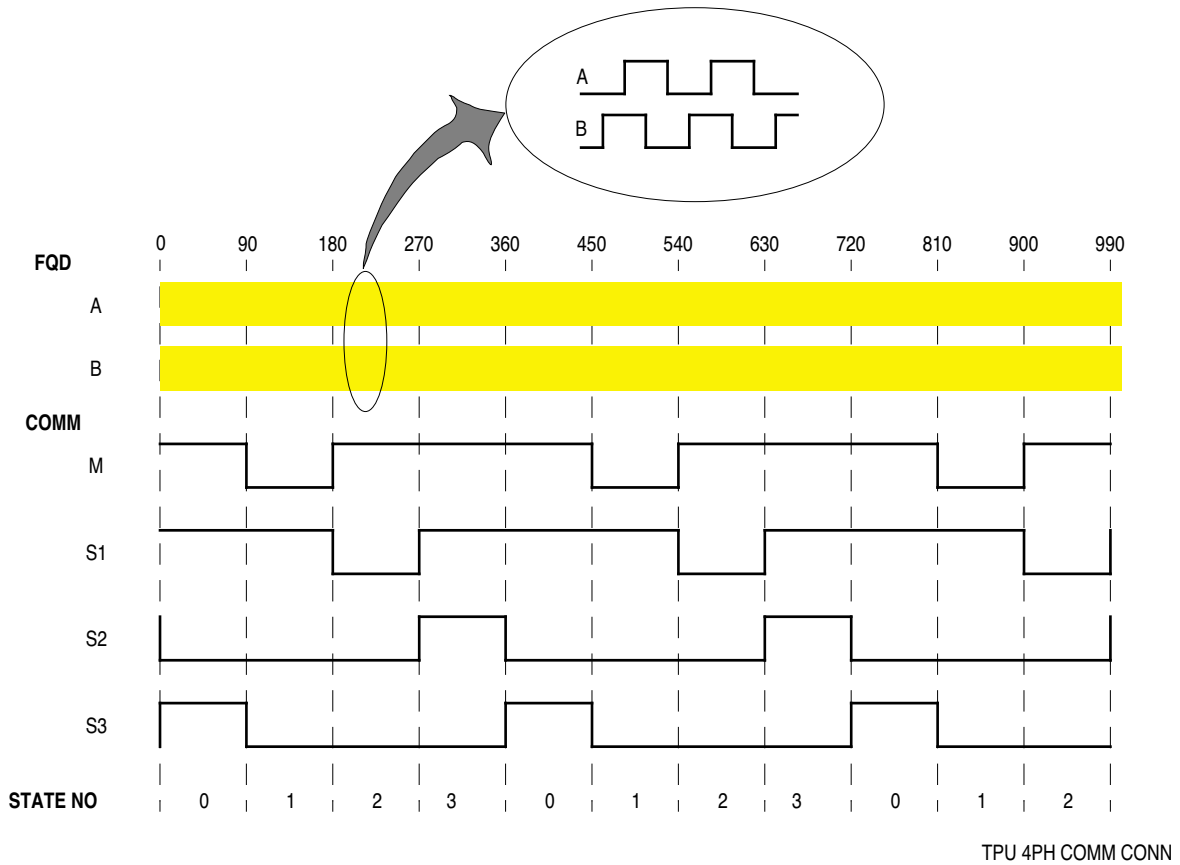 A
B
0 90 180 270 360 450 540 630 720 810 900 990
FQD
A
B
COMM
M
S1
S2
S3
STATE NO 0 1 2 3 0 1 2 3 0 1 2
TPU 4PH COMM CONN